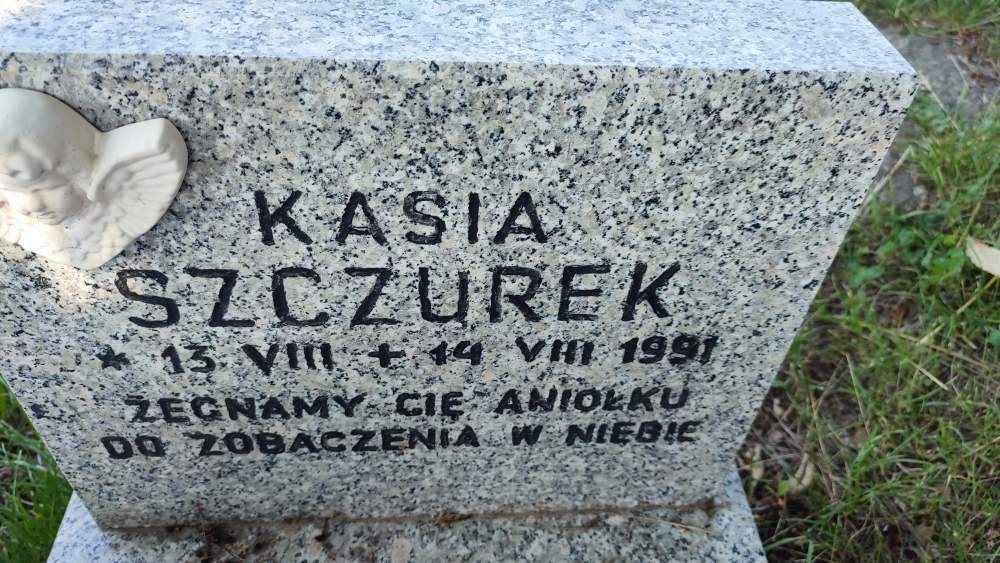 KASIA
SZCZUREK
* 13 VIII + 14 VIII 1991
ŻEGNAMY CIĘ ANIOŁKU
DO ZOBACZENIA W NIEBIE